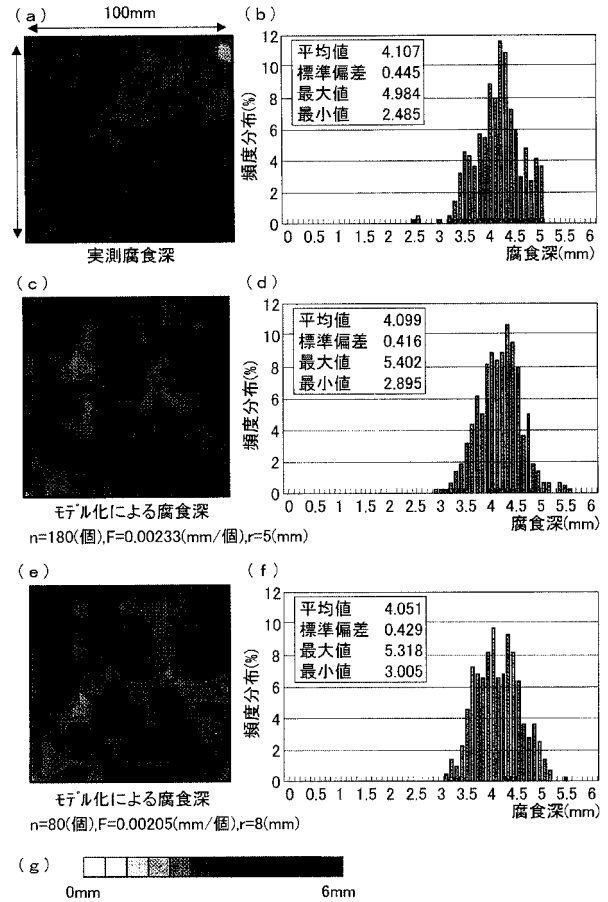 (a)
100mm
実測腐食深
(b)
平均値 4.107
標準偏差 0.445
最大値 4.984
最小値 2.485
頻度分布(%)
12
10
8
6
4
2
0
0 0.5 1 1.5 2 2.5 3 3.5 4 4.5 5 5.5 6
腐食深(mm)
(c)
モデル化による腐食深
n=180(個),F=0.00233(mm/個),r=5(mm)
(d)
平均値 4.099
標準偏差 0.416
最大値 5.402
最小値 2.895
頻度分布(%)
12
10
8
6
4
2
0
0 0.5 1 1.5 2 2.5 3 3.5 4 4.5 5 5.5 6
腐食深(mm)
(e)
モデル化による腐食深
n=80(個),F=0.00205(mm/個),r=8(mm)
(f)
平均値 4.051
標準偏差 0.429
最大値 5.318
最小値 3.005
頻度分布(%)
12
10
8
6
4
2
0
0 0.5 1 1.5 2 2.5 3 3.5 4 4.5 5 5.5 6
腐食深(mm)
(g)
0mm 6mm